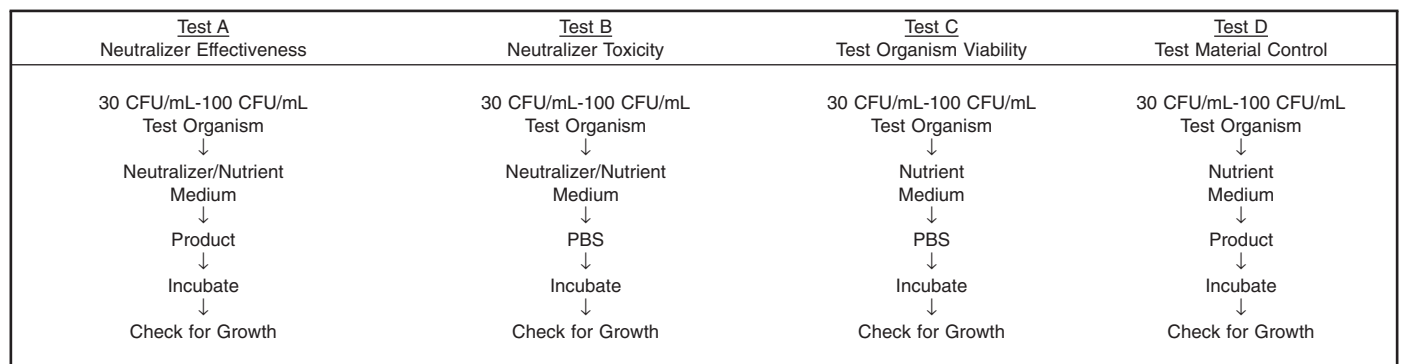 Test A
Neutralizer Effectiveness
30 CFU/mL-100 CFU/mL
Test Organism
↓
Neutralizer/Nutrient
Medium
↓
Product
↓
Incubate
↓
Check for Growth
Test B
Neutralizer Toxicity
30 CFU/mL-100 CFU/mL
Test Organism
↓
Neutralizer/Nutrient
Medium
↓
PBS
↓
Incubate
↓
Check for Growth
Test C
Test Organism Viability
30 CFU/mL-100 CFU/mL
Test Organism
↓
Nutrient
Medium
↓
PBS
↓
Incubate
↓
Check for Growth
Test D
Test Material Control
30 CFU/mL-100 CFU/mL
Test Organism
↓
Nutrient
Medium
↓
Product
↓
Incubate
↓
Check for Growth